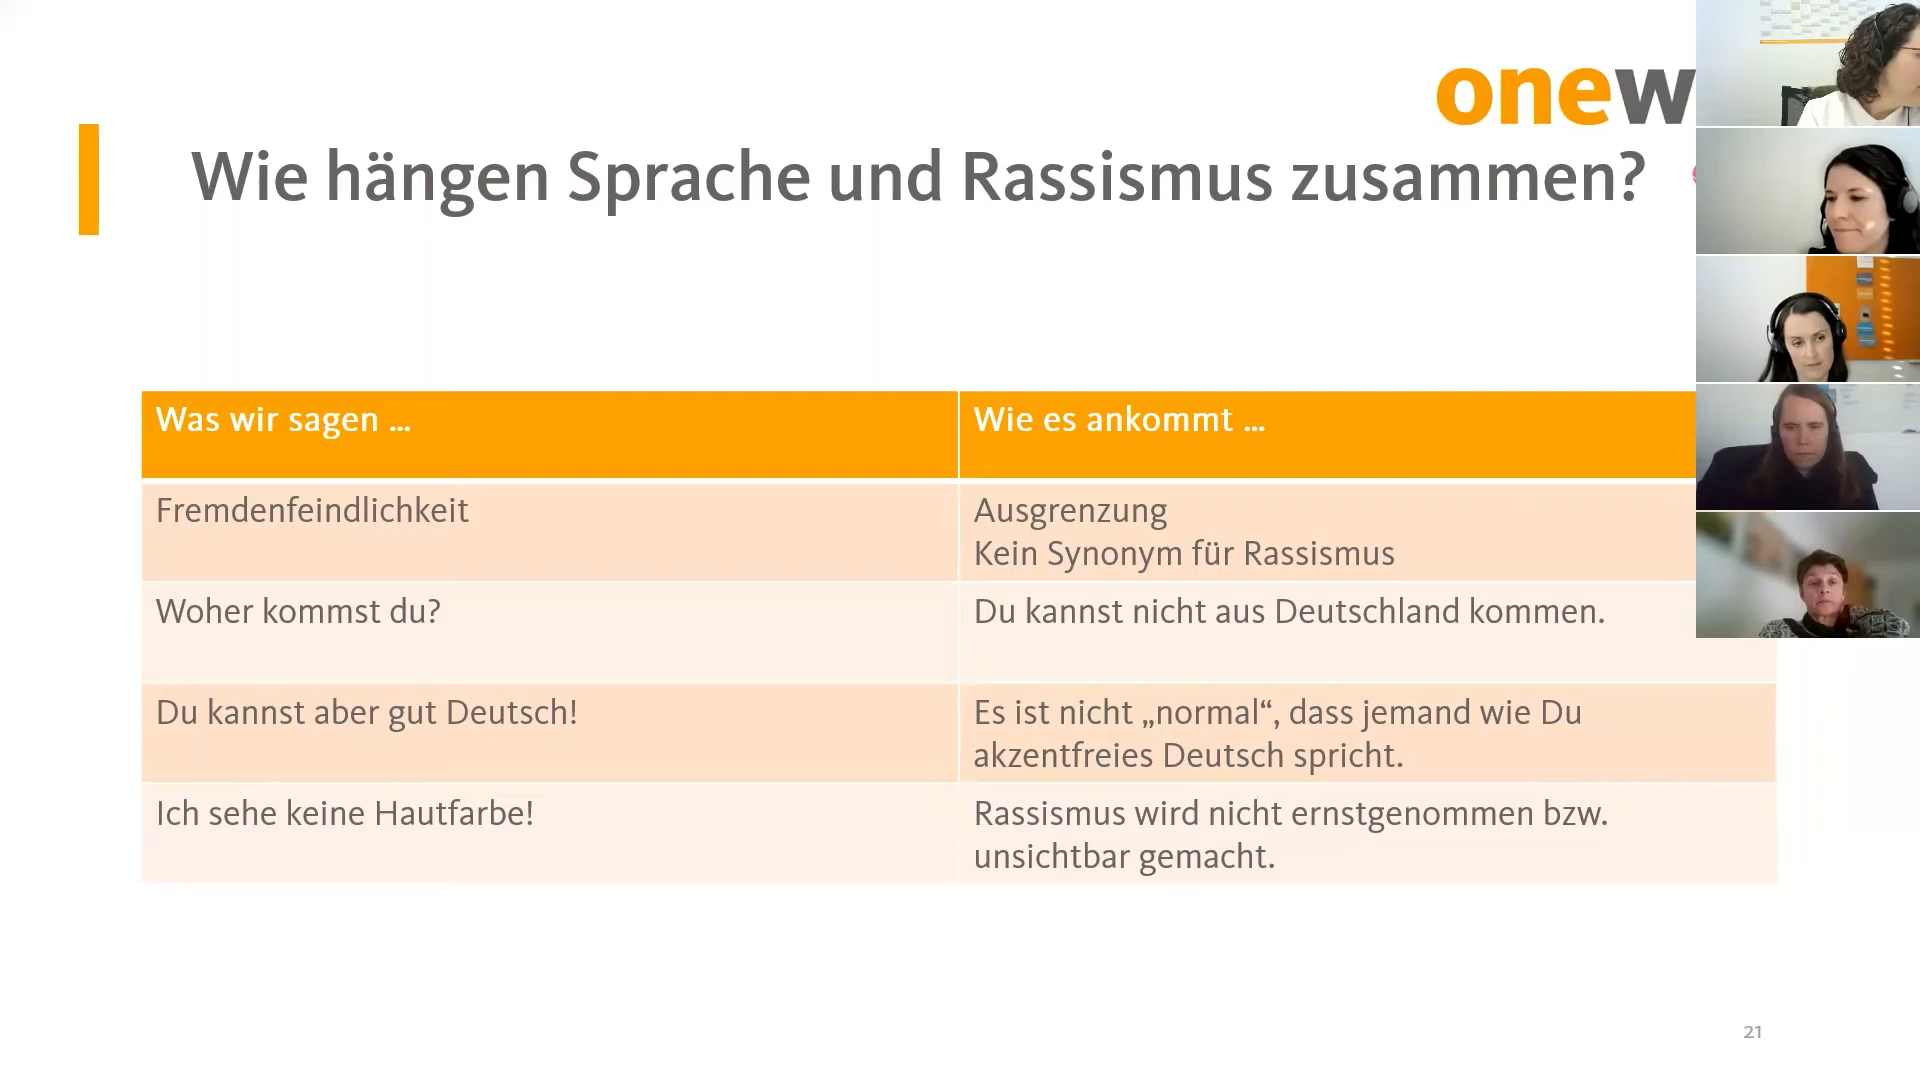 onew
Wie hängen Sprache und Rassismus zusammen?
Was wir sagen ...
Wie es ankommt ...
Fremdenfeindlichkeit
Ausgrenzung
Kein Synonym für Rassismus
Woher kommst du?
Du kannst nicht aus Deutschland kommen.
Du kannst aber gut Deutsch!
Es ist nicht „normal“, dass jemand wie Du
akzentfreies Deutsch spricht.
Ich sehe keine Hautfarbe!
Rassismus wird nicht ernstgenommen bzw.
unsichtbar gemacht.
21